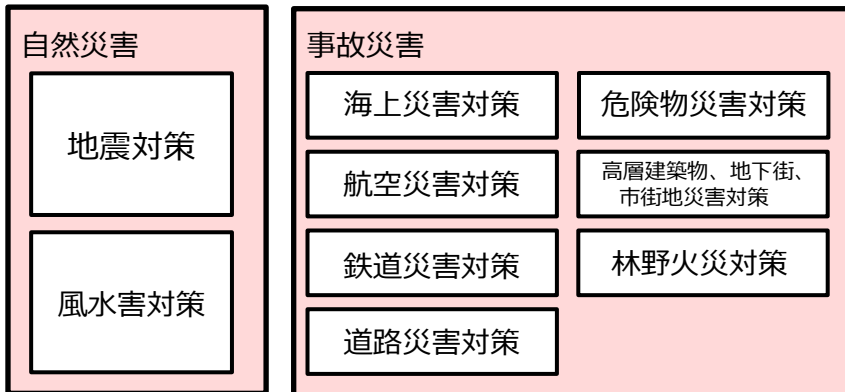 自然災害
地震対策
風水害対策
事故災害
海上災害対策
航空災害対策
鉄道災害対策
道路災害対策
危険物災害対策
高層建築物、地下街、
市街地災害対策
林野火災対策